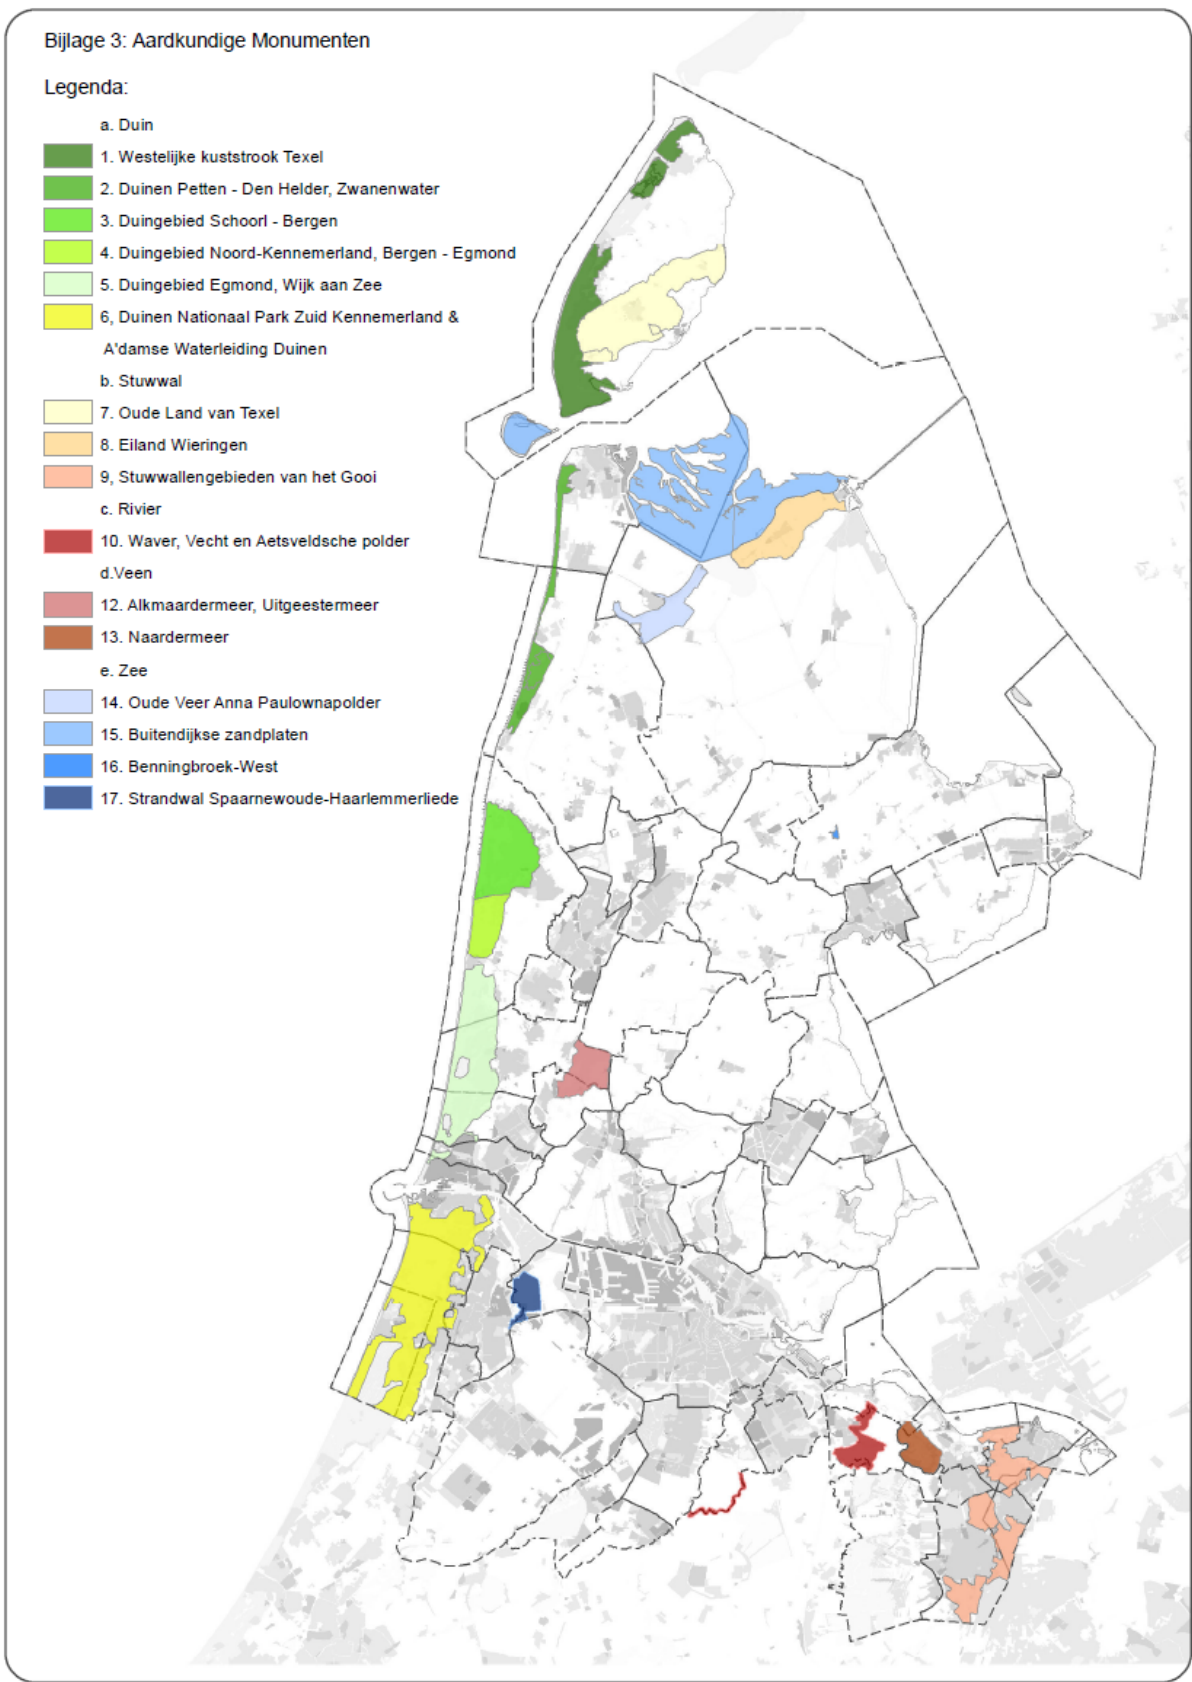 Bijlage 3: Aardkundige Monumenten
Legenda:
a. Duin
1. Westelijke kuststrook Texel
2. Duinen Petten - Den Helder, Zwanenwater
3. Duingebied Schoorl - Bergen
4. Duingebied Noord-Kennemerland, Bergen - Egmond
5. Duingebied Egmond, Wijk aan Zee
6, Duinen Nationaal Park Zuid Kennemerland &
A'damse Waterleiding Duinen
b. Stuwwal
7. Oude Land van Texel
8. Eiland Wieringen
9, Stuwwallengebieden van het Gooi
c. Rivier
10. Waver, Vecht en Aetsveldsche polder
d.Veen
12. Alkmaardermeer, Uitgeestermeer
13. Naardermeer
e. Zee
14. Oude Veer Anna Paulownapolder
15. Buitendijkse zandplaten
16. Benningbroek-West
17. Strandwal Spaarnewoude-Haarlemmerliede